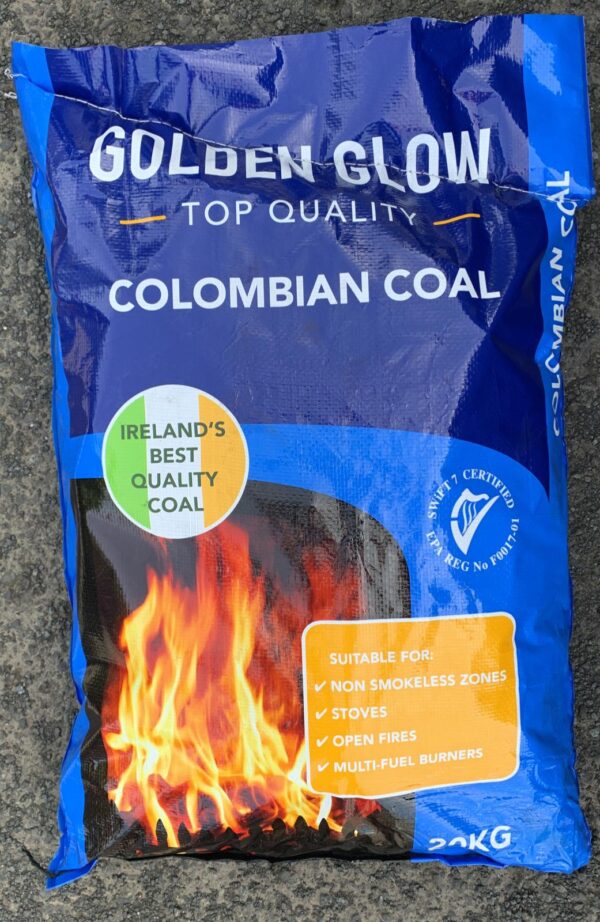 GOLDEN GLOW
TOP QUALITY
COLOMBIAN COAL
COLOMBIAN COAL
IRELAND'S
BEST
QUALITY
COAL
SWiFT 7 CERTIFIED
EPA REG No F0017-01
SUITABLE FOR:
✓ NON SMOKELESS ZONES
✓ STOVES
✓ OPEN FIRES
✓ MULTI-FUEL BURNERS
20KG